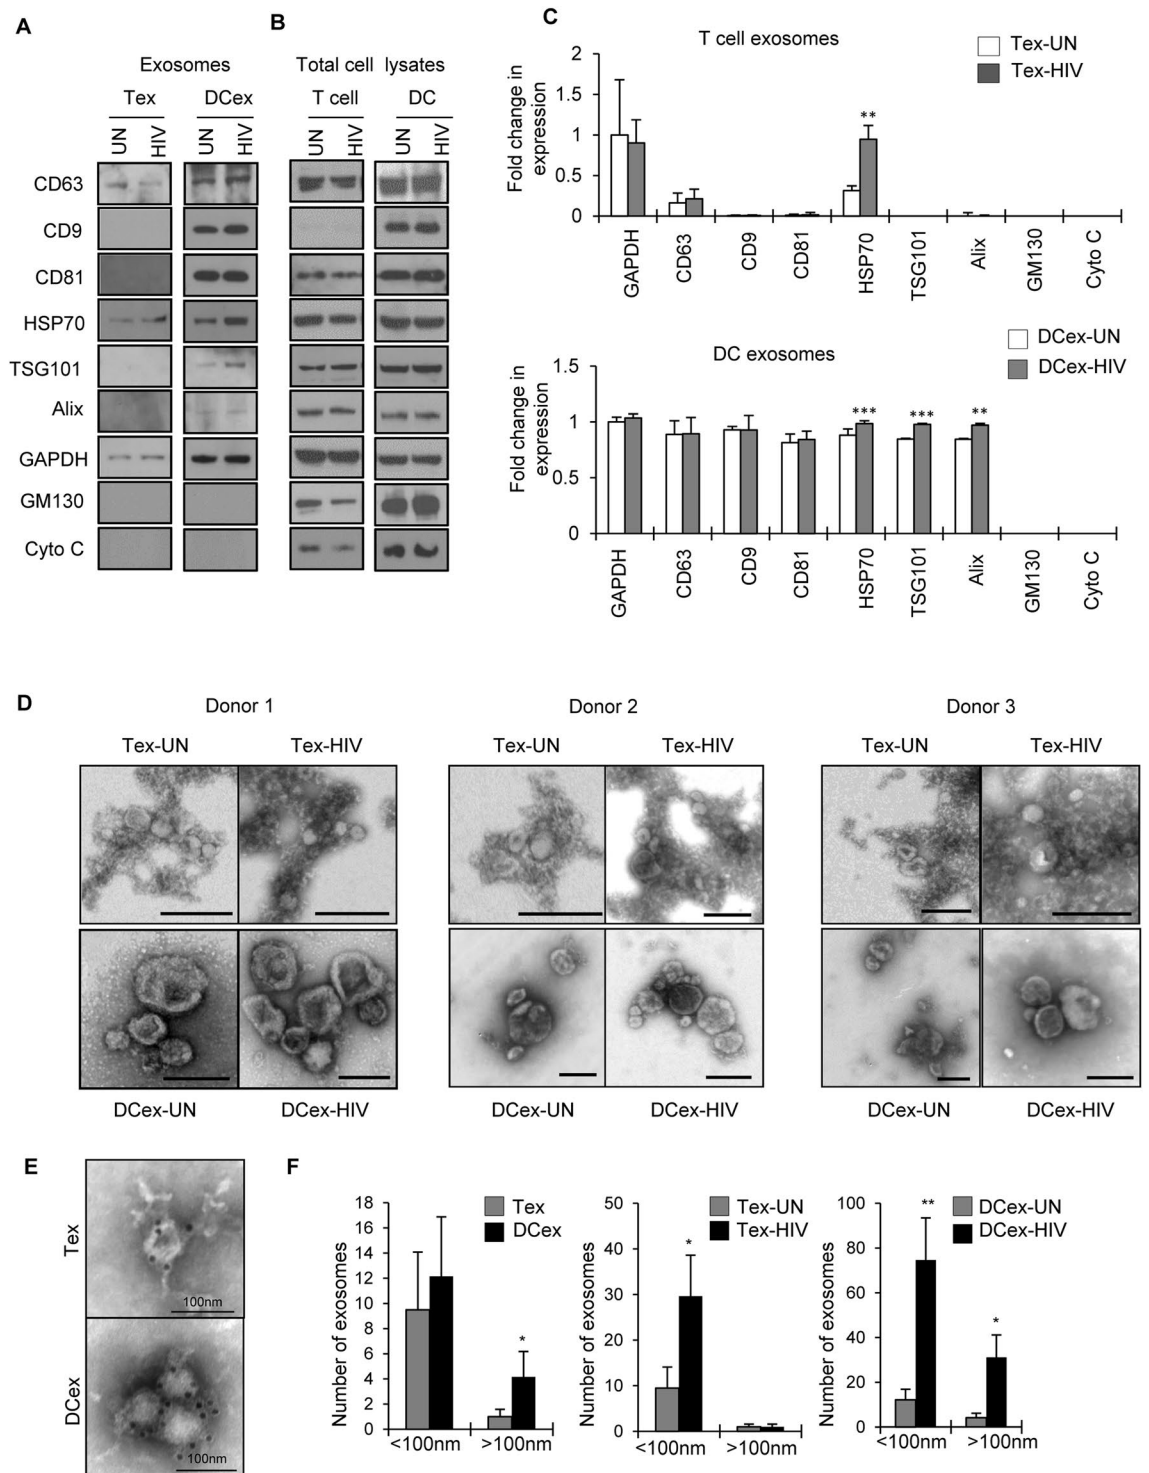 A
Exosomes
Tex DCex
UN HIV UN HIV
B
Total cell lysates
T cell DC
UN HIV UN HIV
CD63
CD9
CD81
HSP70
TSG101
Alix
GAPDH
GM130
Cyto C
C
T cell exosomes
Tex-UN
Tex-HIV
Fold change in
expression
2
1.5
1
0.5
0
**
GAPDH CD63 CD9 CD81 HSP70 TSG101 Alix GM130 Cyto C
DC exosomes
DCex-UN
DCex-HIV
Fold change in
expression
1.5
1
0.5
0
*** *** **
GAPDH CD63 CD9 CD81 HSP70 TSG101 Alix GM130 Cyto C
D
Donor 1 Donor 2 Donor 3
Tex-UN Tex-HIV Tex-UN Tex-HIV Tex-UN Tex-HIV
DCex-UN DCex-HIV DCex-UN DCex-HIV DCex-UN DCex-HIV
E
Tex
100nm
DCex
100nm
F
Number of exosomes
18
16
14
12
10
8
6
4
2
0
Tex
DCex
*
<100nm >100nm
Number of exosomes
50
40
30
20
10
0
Tex-UN
Tex-HIV
*
<100nm >100nm
Number of exosomes
100
80
60
40
20
0
DCex-UN
DCex-HIV
**
*
<100nm >100nm